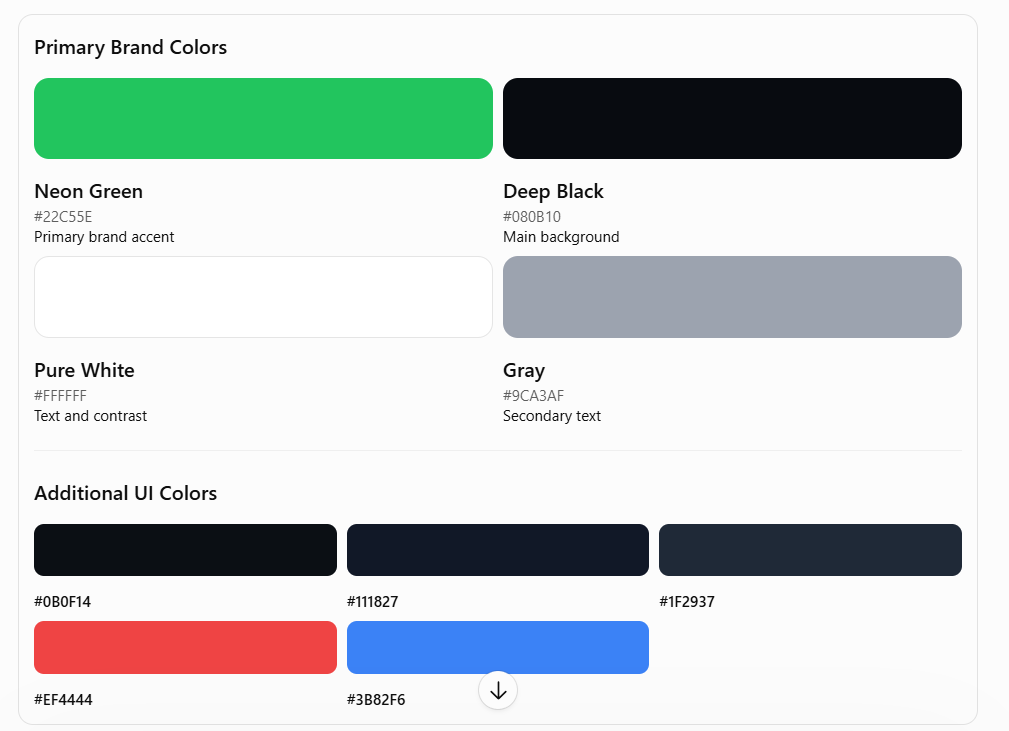 Primary Brand Colors
Neon Green
#22C55E
Primary brand accent
Deep Black
#080B10
Main background
Pure White
#FFFFFF
Text and contrast
Gray
#9CA3AF
Secondary text
Additional UI Colors
#0B0F14
#111827
#1F2937
#EF4444
#3B82F6